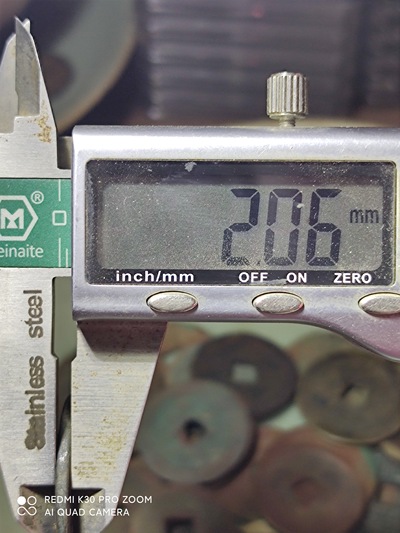 M®
einaite
2.06 mm
inch/mm OFF ON ZERO
Stainless steel
REDMI K30 PRO ZOOM
AI QUAD CAMERA